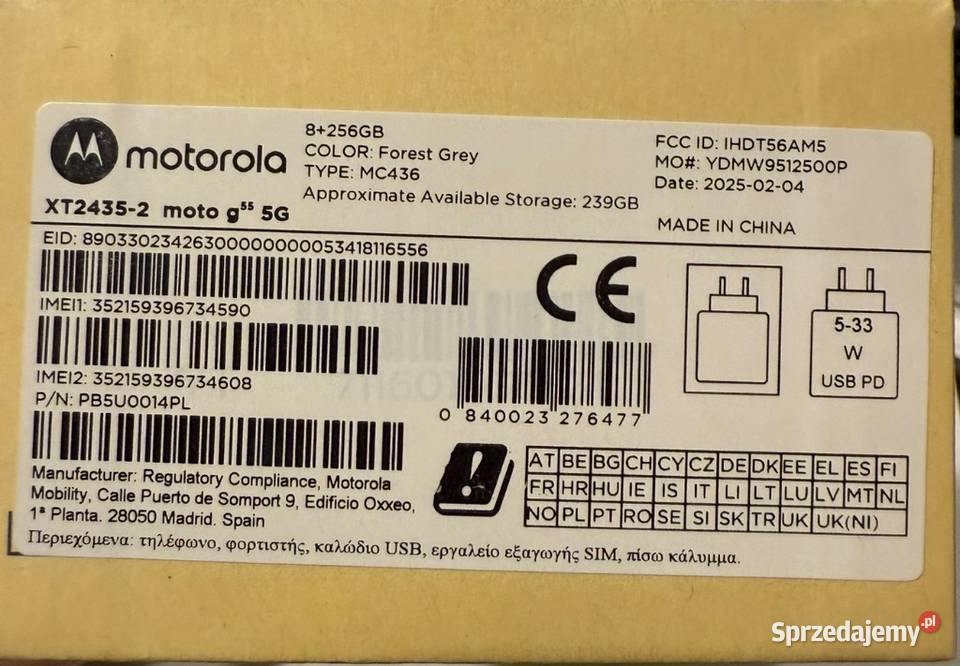 motorola
8+256GB
COLOR: Forest Grey
TYPE: MC436
Approximate Available Storage: 239GB
FCC ID: IHDT56AM5
MO#: YDMW9512500P
Date: 2025-02-04
MADE IN CHINA
XT2435-2 moto g⁵⁵ 5G
EID: 89033023426300000000053418116556
IMEI1: 352159396734590
IMEI2: 352159396734608
P/N: PB5U0014PL
CE
5-33
W
USB PD
0 840023 276477
Manufacturer: Regulatory Compliance, Motorola
Mobility, Calle Puerto de Somport 9, Edificio Oxxeo,
1ª Planta. 28050 Madrid. Spain
AT BE BG CH CY CZ DE DK EE EL ES FI
FR HR HU IE IS IT LI LT LU LV MT NL
NO PL PT RO SE SI SK TR UK UK(NI)
Περιεχόμενα: τηλέφωνο, φορτιστής, καλώδιο USB, εργαλείο εξαγωγής SIM, πίσω κάλυμμα.
Sprzedajemy.pl